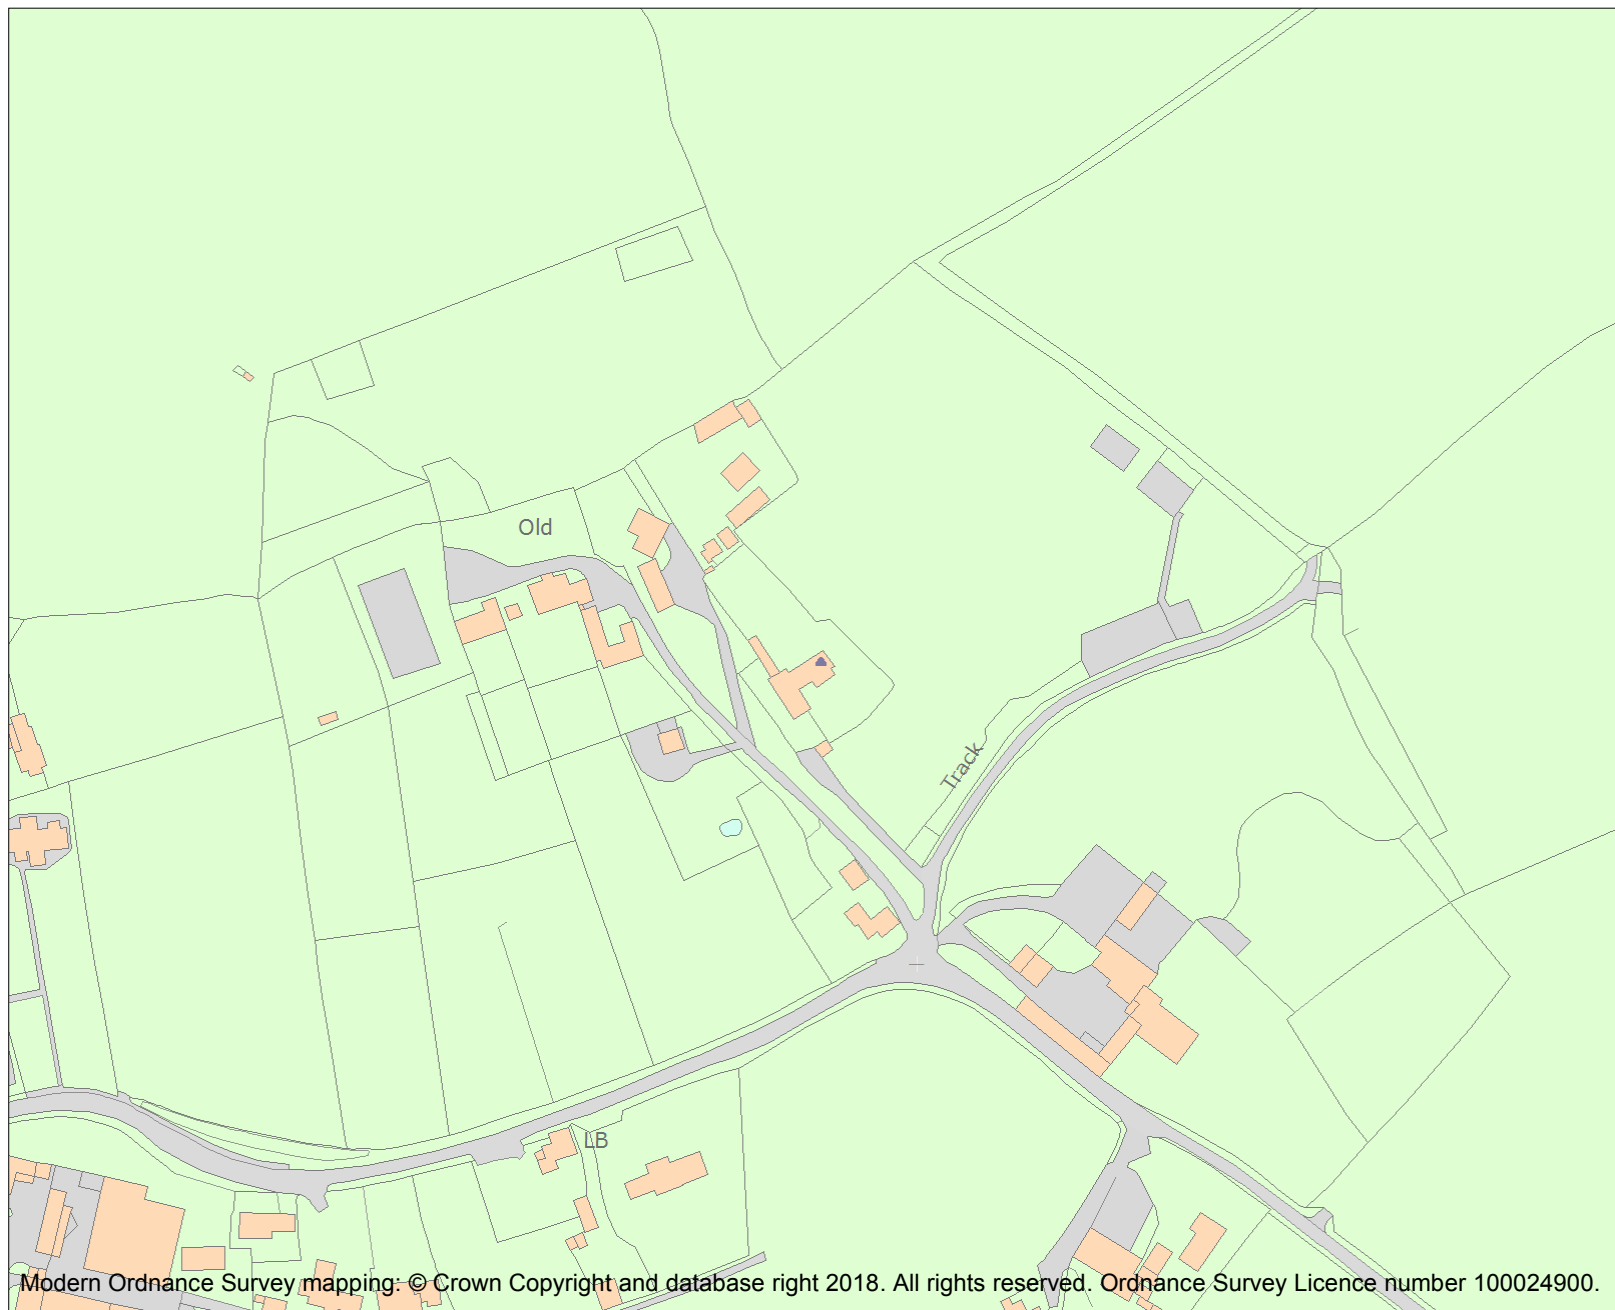 Old
Track
LB
Modern Ordnance Survey mapping: © Crown Copyright and database right 2018. All rights reserved. Ordnance Survey Licence number 100024900.